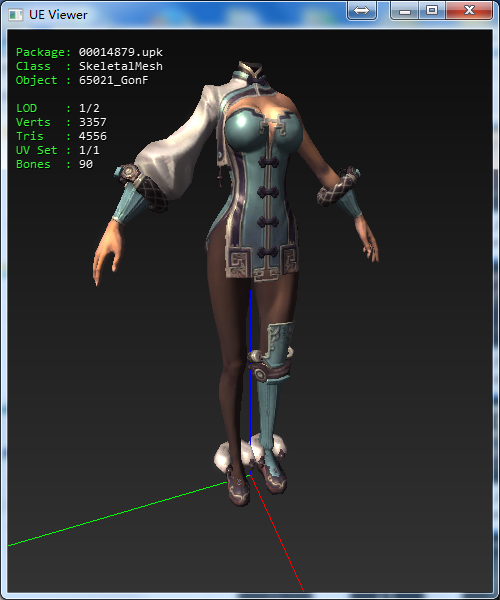 UE Viewer
Package: 00014879.upk
Class : SkeletalMesh
Object : 65021_GonF
LOD : 1/2
Verts : 3357
Tris : 4556
UV Set : 1/1
Bones : 90